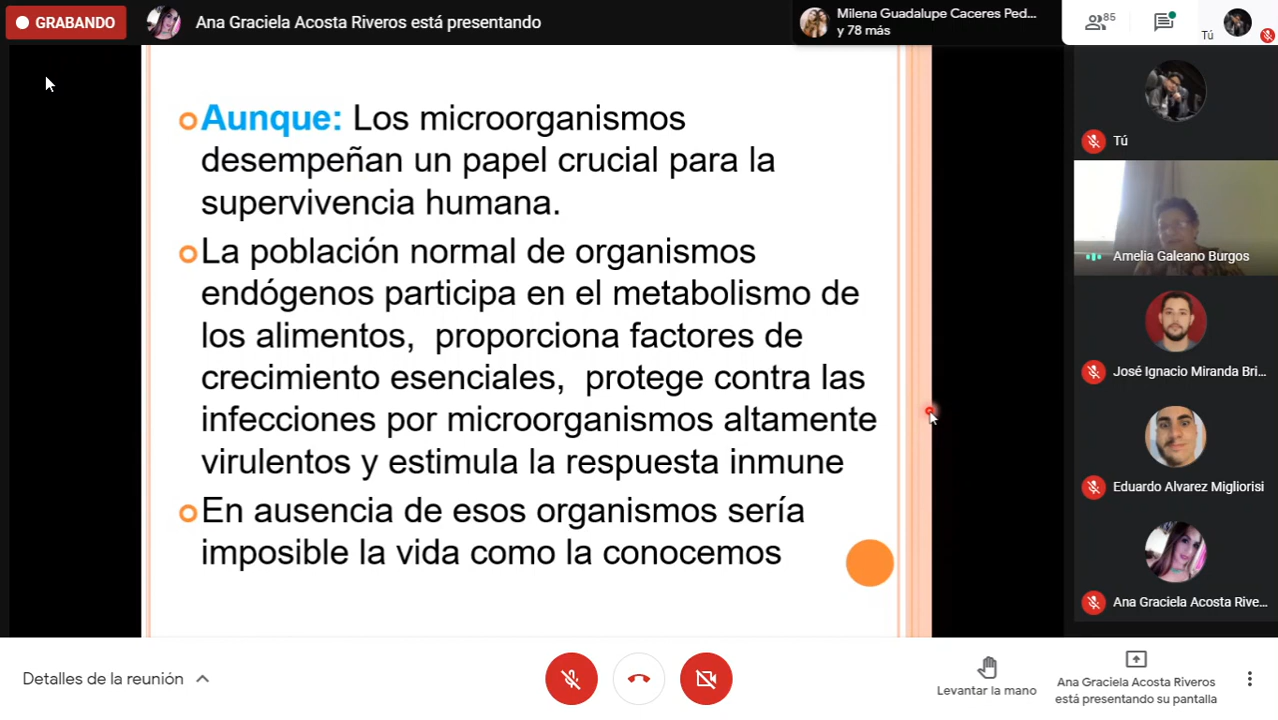 GRABANDO
Ana Graciela Acosta Riveros está presentando
Milena Guadalupe Caceres Ped...
y 78 más
85
Tú
Aunque: Los microorganismos
desempeñan un papel crucial para la
supervivencia humana.
La población normal de organismos
endógenos participa en el metabolismo de
los alimentos, proporciona factores de
crecimiento esenciales, protege contra las
infecciones por microorganismos altamente
virulentos y estimula la respuesta inmune
En ausencia de esos organismos sería
imposible la vida como la conocemos
Tú
Amelia Galeano Burgos
José Ignacio Miranda Bri...
Eduardo Alvarez Migliorisi
Ana Graciela Acosta Rive...
Detalles de la reunión
Levantar la mano
Ana Graciela Acosta Riveros
está presentando su pantalla